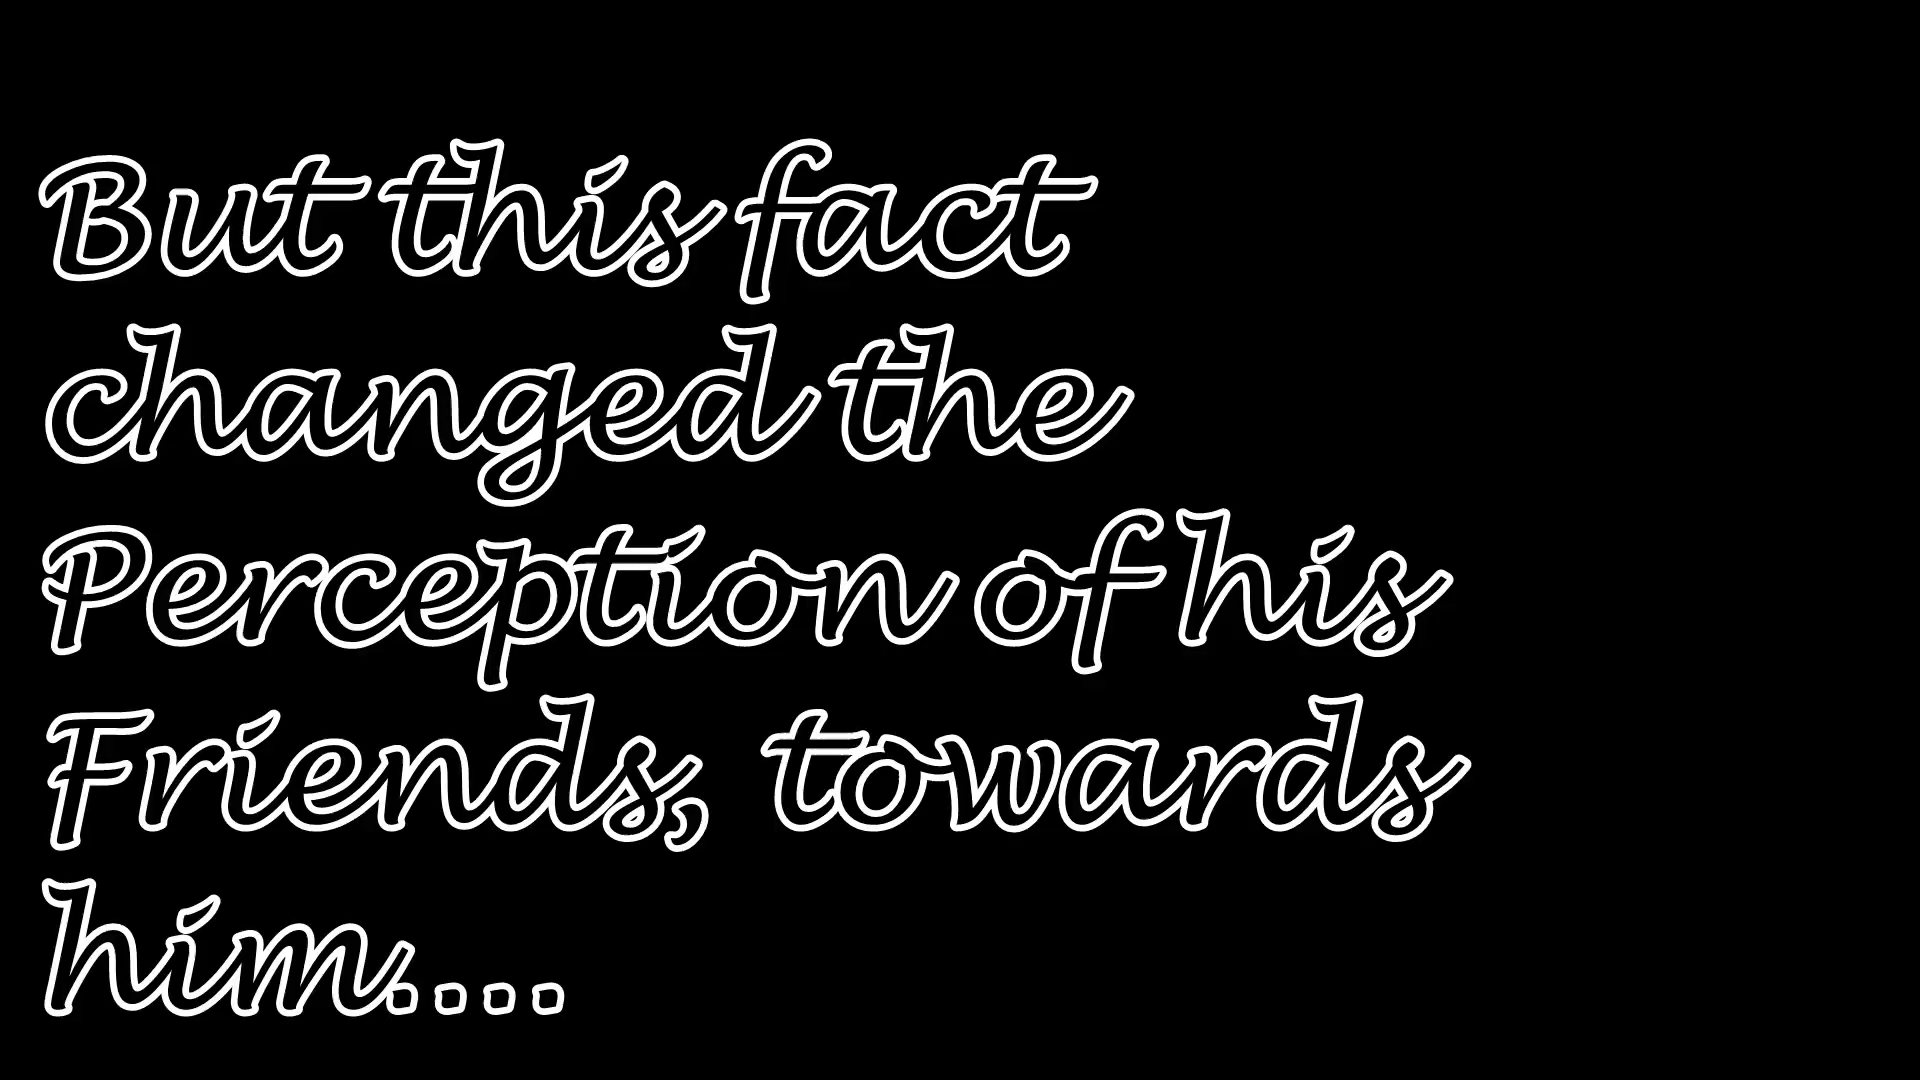 But this fact
changed the
Perception of his
Friends, towards
him....